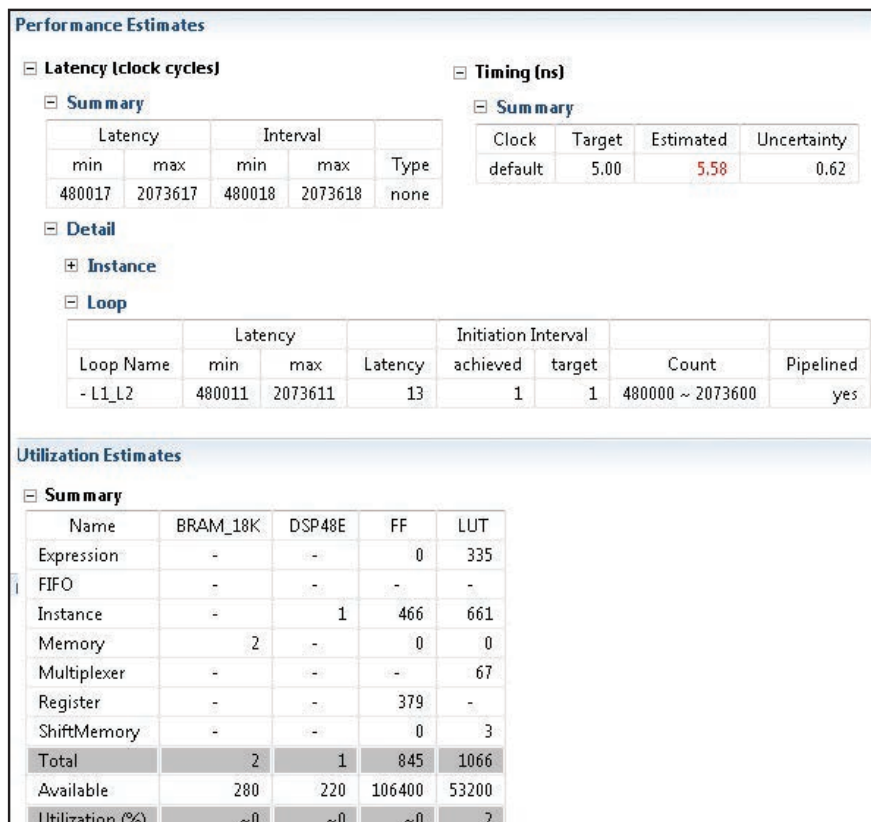 Performance Estimates
Latency (clock cycles)
Summary
Latency Interval
min max min max Type
480017 2073617 480018 2073618 none
Timing (ns)
Summary
Clock Target Estimated Uncertainty
default 5.00 5.58 0.62
Detail
Instance
Loop
Latency Initiation Interval
Loop Name min max Latency achieved target Count Pipelined
- L1_L2 480011 2073611 13 1 1 480000 ~ 2073600 yes
Utilization Estimates
Summary
Name BRAM_18K DSP48E FF LUT
Expression - - 0 335
FIFO - - - -
Instance - 1 466 661
Memory 2 - 0 0
Multiplexer - - - 67
Register - - 379 -
ShiftMemory - - 0 3
Total 2 1 845 1066
Available 280 220 106400 53200
Utilization (%) ~0 ~0 ~0 2